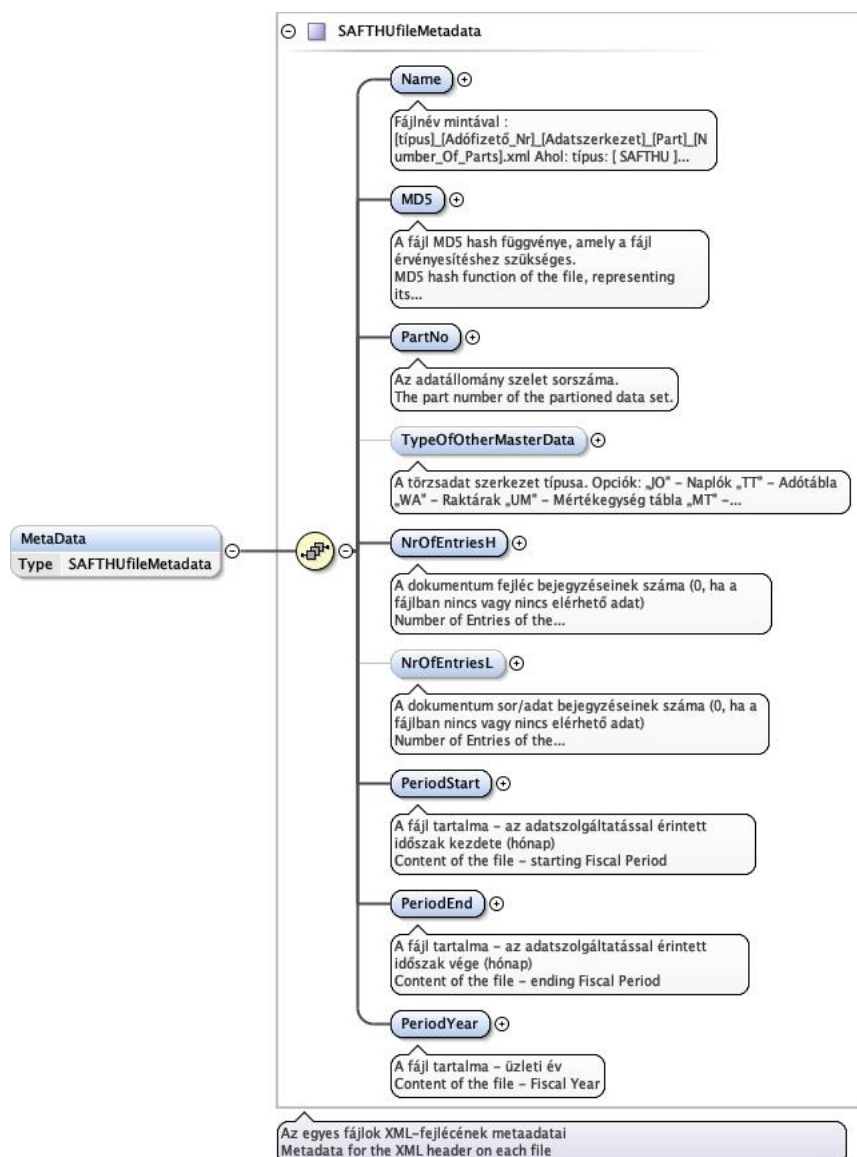 SAFTHUfileMetadata
Name
Fájlnév mintával :
[típus]_[Adófizető_Nr]_[Adatszerkezet]_[Part]_[N
umber_Of_Parts].xml Ahol: típus: [ SAFTHU ]...
MD5
A fájl MD5 hash függvénye, amely a fájl
érvényesítéshez szükséges.
MD5 hash function of the file, representing
its...
PartNo
Az adatállomány szelet sorszáma.
The part number of the partioned data set.
TypeOfOtherMasterData
A törzsadat szerkezet típusa. Opciók: „JO" – Naplók „TT" – Adótábla
„WA" – Raktárak „UM" – Mértékegység tábla „MT" –...
MetaData
Type SAFTHUfileMetadata
NrOfEntriesH
A dokumentum fejléc bejegyzéseinek száma (0, ha a
fájlban nincs vagy nincs elérhető adat)
Number of Entries of the...
NrOfEntriesL
A dokumentum sor/adat bejegyzéseinek száma (0, ha a
fájlban nincs vagy nincs elérhető adat)
Number of Entries of the...
PeriodStart
A fájl tartalma – az adatszolgáltatással érintett
időszak kezdete (hónap)
Content of the file – starting Fiscal Period
PeriodEnd
A fájl tartalma – az adatszolgáltatással érintett
időszak vége (hónap)
Content of the file – ending Fiscal Period
PeriodYear
A fájl tartalma – üzleti év
Content of the file – Fiscal Year
Az egyes fájlok XML-fejlécének metaadatai
Metadata for the XML header on each file